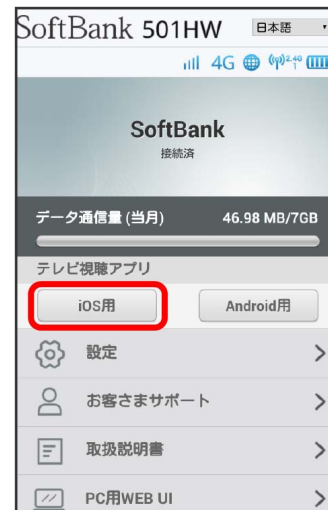 SoftBank 501HW 日本語
4G 2.4G
SoftBank
接続済
データ通信量 (当月) 46.98 MB/7GB
テレビ視聴アプリ
iOS用 Android用
設定
お客さまサポート
取扱説明書
PC用WEB UI